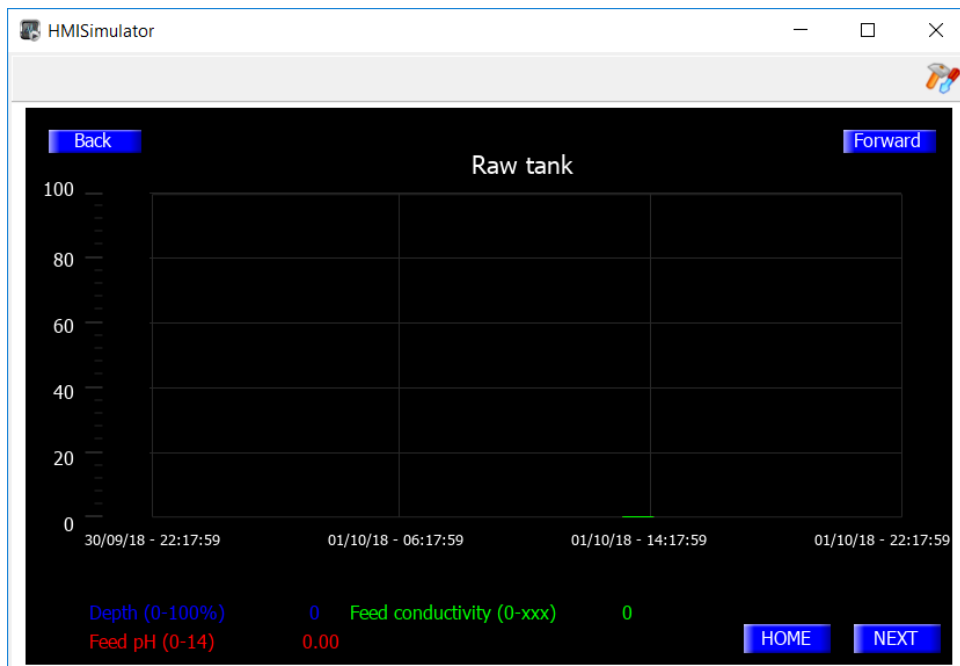 HMISimulator
Back
Forward
Raw tank
100
80
60
40
20
0
30/09/18 - 22:17:59 01/10/18 - 06:17:59 01/10/18 - 14:17:59 01/10/18 - 22:17:59
Depth (0-100%) 0 Feed conductivity (0-xxx) 0
Feed pH (0-14) 0.00
HOME NEXT